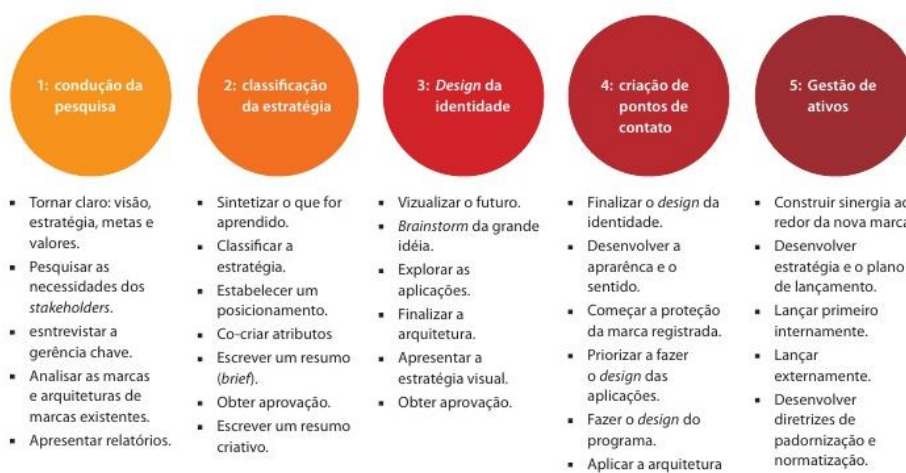 1: condução da
pesquisa
2: classificação
da estratégia
3: Design da
identidade
4: criação de
pontos de
contato
5: Gestão de
ativos
▪ Tornar claro: visão,
estratégia, metas e
valores.
▪ Pesquisar as
necessidades dos
stakeholders.
▪ esntrevistar a
gerência chave.
▪ Analisar as marcas
e arquiteturas de
marcas existentes.
▪ Apresentar relatórios.
▪ Sintetizar o que for
aprendido.
▪ Classificar a
estratégia.
▪ Estabelecer um
posicionamento.
▪ Co-criar atributos
▪ Escrever um resumo
(brief).
▪ Obter aprovação.
▪ Escrever um resumo
criativo.
▪ Vizualizar o futuro.
▪ Brainstorm da grande
idéia.
▪ Explorar as
aplicações.
▪ Finalizar a
arquitetura.
▪ Apresentar a
estratégia visual.
▪ Obter aprovação.
▪ Finalizar o design da
identidade.
▪ Desenvolver a
aprarênca e o
sentido.
▪ Começar a proteção
da marca registrada.
▪ Priorizar a fazer
o design das
aplicações.
▪ Fazer o design do
programa.
▪ Aplicar a arquitetura
▪ Construir sinergia
redor da nova marca
▪ Desenvolver
estratégia e o plano
de lançamento.
▪ Lançar primeiro
internamente.
▪ Lançar
externamente.
▪ Desenvolver
diretrizes de
padornização e
normatização.